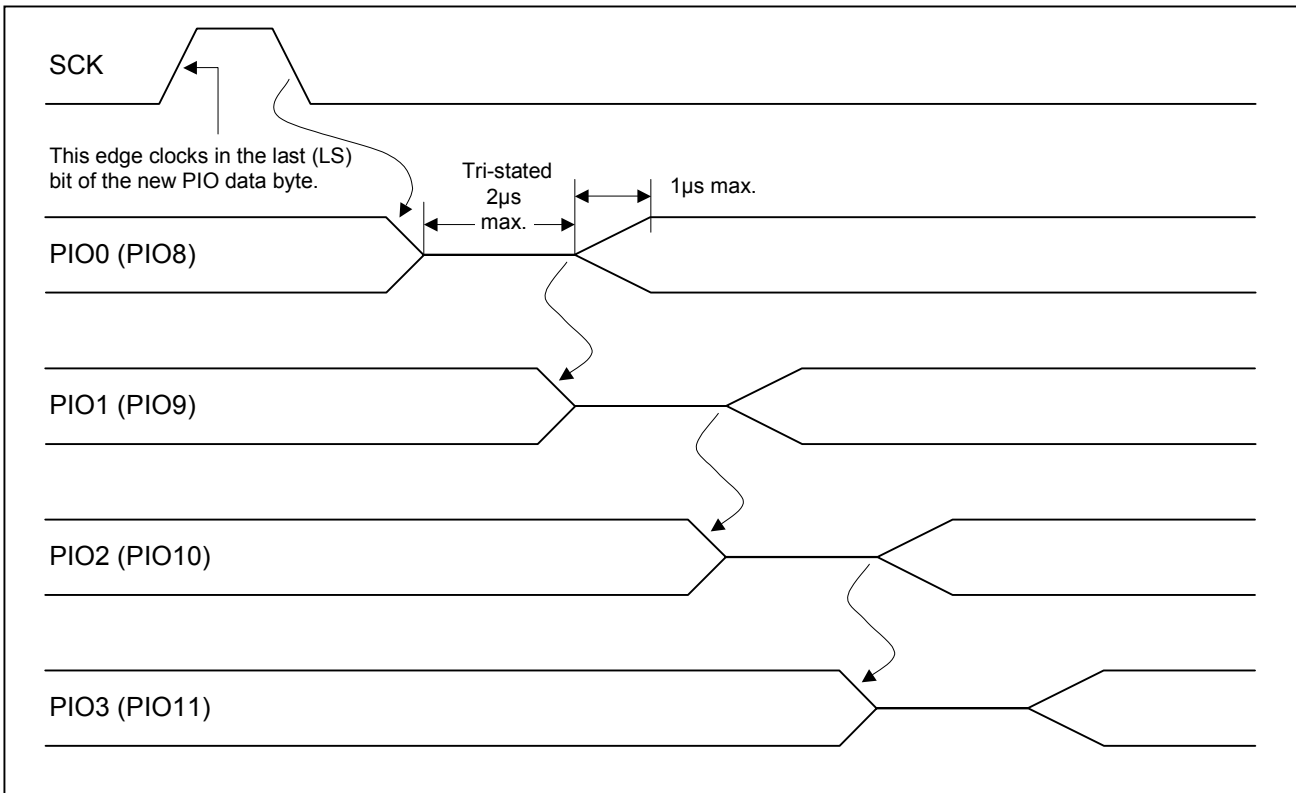 SCK
This edge clocks in the last (LS)
bit of the new PIO data byte.
Tri-stated
2µs
max.
1µs max.
PIO0 (PIO8)
PIO1 (PIO9)
PIO2 (PIO10)
PIO3 (PIO11)